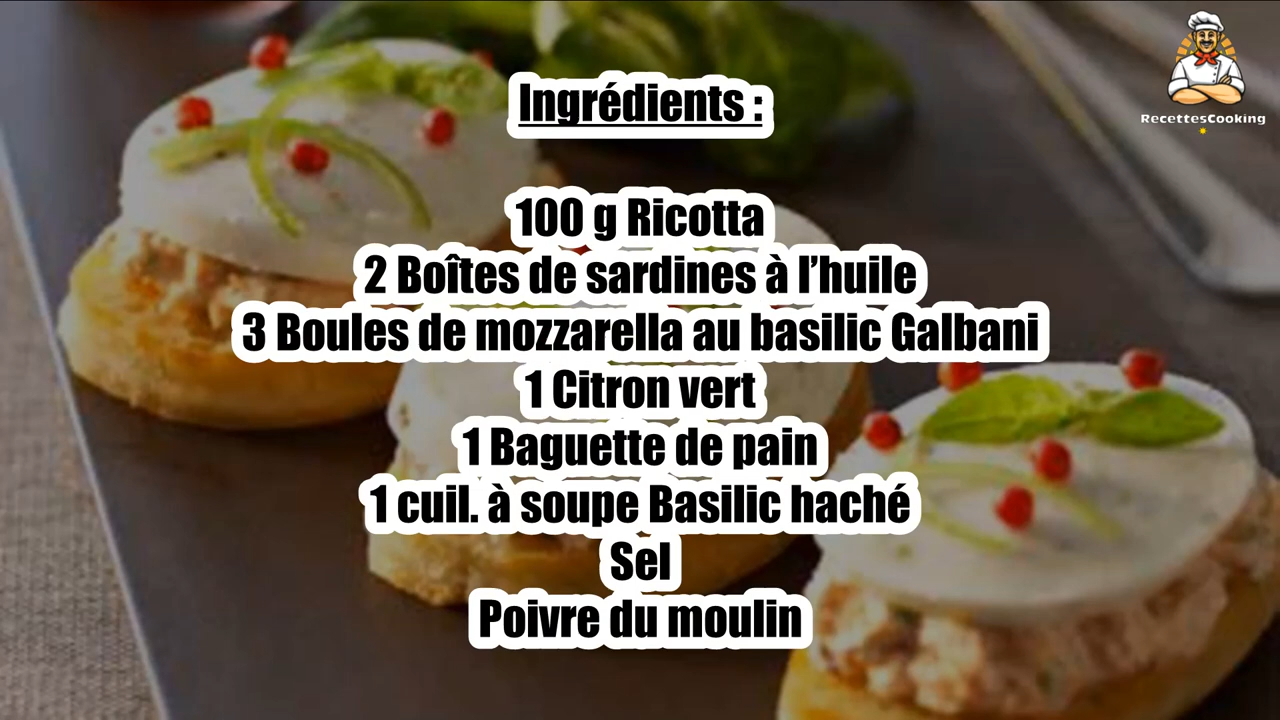 Ingrédients :
100 g Ricotta
2 Boîtes de sardines à l’huile
3 Boules de mozzarella au basilic Galbani
1 Citron vert
1 Baguette de pain
1 cuil. à soupe Basilic haché
Sel
Poivre du moulin
RecettesCooking